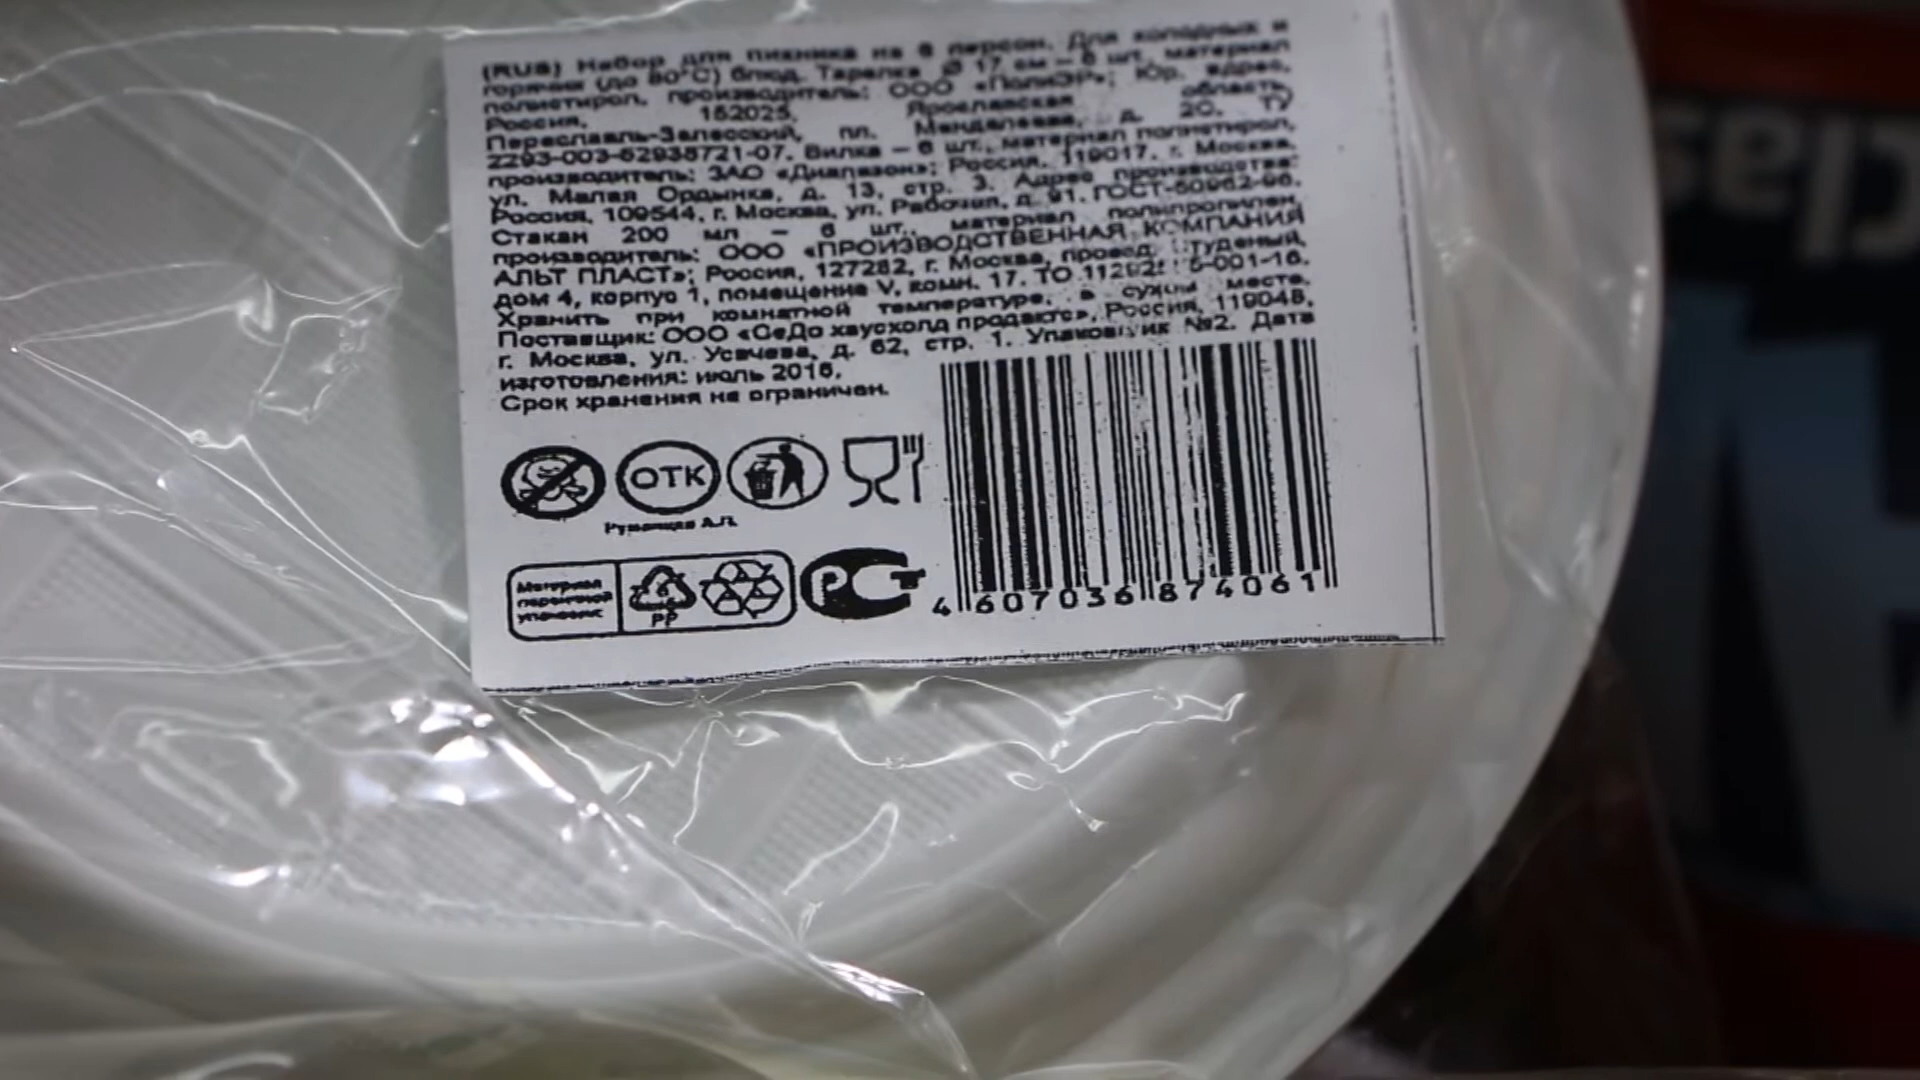 (RUS) Набор для пикника на 6 персон. Для холодных и
горячих (до 80°C) блюд. Тарелка Ø 17 см – 6 шт, материал
полистирол, производитель: ООО «ПолиЭР»; Юр. адрес:
Россия, 152025, Ярославская область,
Переславль-Залесский, пл. Менделеева, д. 2О, ТУ
2293-003-62938721-07. Вилка – 6 шт., материал полистирол,
производитель: ЗАО «Диапазон»; Россия, 119017, г. Москва,
ул. Малая Ордынка, д. 13, стр. 3. Адрес производства:
Россия, 109544, г. Москва, ул. Рабочая, д. 91. ГОСТ-50962-96.
Стакан 200 мл – 6 шт., материал полипропилен,
производитель: ООО «ПРОИЗВОДСТВЕННАЯ КОМПАНИЯ
АЛЬТ ПЛАСТ»; Россия, 127282, г. Москва, проезд Студеный,
дом 4, корпус 1, помещение V, комн. 17. ТО
Хранить при комнатной температуре, в сухом месте.
Поставщик: ООО «СеДо хаусхолд продактс», Россия, 119048,
г. Москва, ул. Усачева, д. 62, стр. 1. Упаковщик №2. Дата
изготовления: июль 2016.
Срок хранения не ограничен.
ОТК
Румянцев А.Л.
Материал
первичной
упаковки:
6
PP
РСТ
4 607036 874061